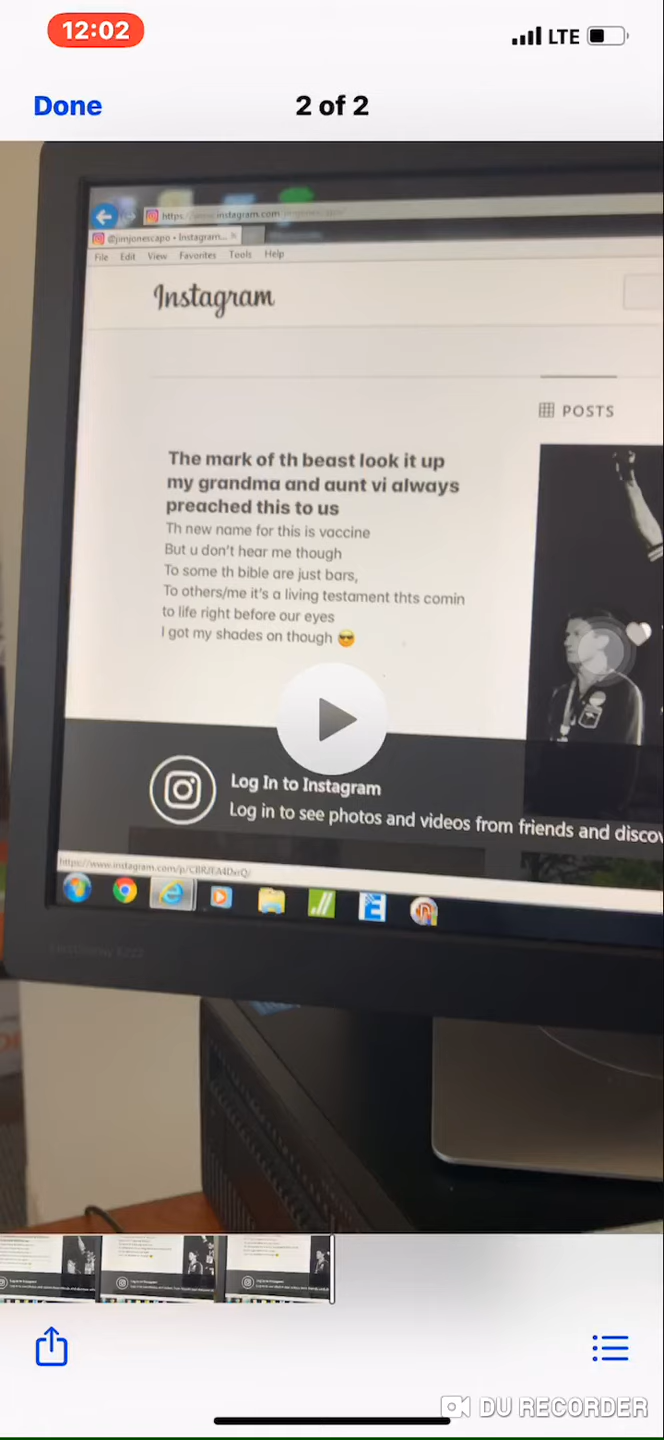 12:02
LTE
Done
2 of 2
instagram.com
@jimjonescapo • Instagram...
File Edit View Favorites Tools Help
Instagram
POSTS
The mark of th beast look it up
my grandma and aunt vi always
preached this to us
Th new name for this is vaccine
But u don't hear me though
To some th bible are just bars,
To others/me it's a living testament thts comin
to life right before our eyes
I got my shades on though 😎
Log In to Instagram
Log in to see photos and videos from friends and discov
DU RECORDER